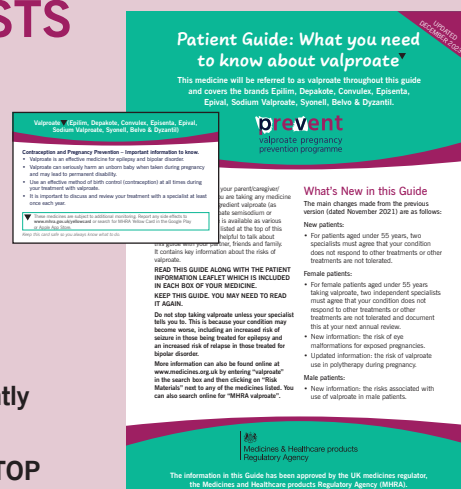 STS
Patient Guide: What you need
to know about valproate▼
UPDATED
DECEMBER 2023
This medicine will be referred to as valproate throughout this guide
and covers the brands Epilim, Depakote, Convulex, Episenta,
Epival, Sodium Valproate, Syonell, Belvo & Dyzantil.
prevent
valproate pregnancy
prevention programme
Valproate▼(Epilim, Depakote, Convulex, Episenta, Epival,
Sodium Valproate, Syonell, Belvo & Dyzantil)
Contraception and Pregnancy Prevention – Important information to know.
• Valproate is an effective medicine for epilepsy and bipolar disorder.
• Valproate can seriously harm an unborn baby when taken during pregnancy
and may lead to permanent disability.
• Use an effective method of birth control (contraception) at all times during
your treatment with valproate.
• It is important to discuss and review your treatment with a specialist at least
once each year.
▼ These medicines are subject to additional monitoring. Report any side effects to
www.mhra.gov.uk/yellowcard or search for MHRA Yellow Card in the Google Play
or Apple App Store.
Keep this card safe so you always know what to do.
your parent/caregiver/
u are taking any medicine
gredient valproate (as
oate semisodium or
is available as various
listed at the top of this
helpful to talk about
this guide with your partner, friends and family.
It contains key information about the risks of
valproate.
READ THIS GUIDE ALONG WITH THE PATIENT
INFORMATION LEAFLET WHICH IS INCLUDED
IN EACH BOX OF YOUR MEDICINE.
KEEP THIS GUIDE. YOU MAY NEED TO READ
IT AGAIN.
Do not stop taking valproate unless your specialist
tells you to. This is because your condition may
become worse, including an increased risk of
seizure in those being treated for epilepsy and
an increased risk of relapse in those treated for
bipolar disorder.
More information can also be found online at
www.medicines.org.uk by entering "valproate"
in the search box and then clicking on "Risk
Materials" next to any of the medicines listed. You
can also search online for "MHRA valproate".
What's New in this Guide
The main changes made from the previous
version (dated November 2021) are as follows:
New patients:
• For patients aged under 55 years, two
specialists must agree that your condition
does not respond to other treatments or other
treatments are not tolerated.
Female patients:
• For female patients aged under 55 years
taking valproate, two independent specialists
must agree that your condition does not
respond to other treatments or other
treatments are not tolerated and document
this at your next annual review.
• New information: the risk of eye
malformations for exposed pregnancies.
• Updated information: the risk of valproate
use in polytherapy during pregnancy.
Male patients:
• New information: the risks associated with
use of valproate in male patients.
tly
TOP
Medicines & Healthcare products
Regulatory Agency
The information in this Guide has been approved by the UK medicines regulator,
the Medicines and Healthcare products Regulatory Agency (MHRA).